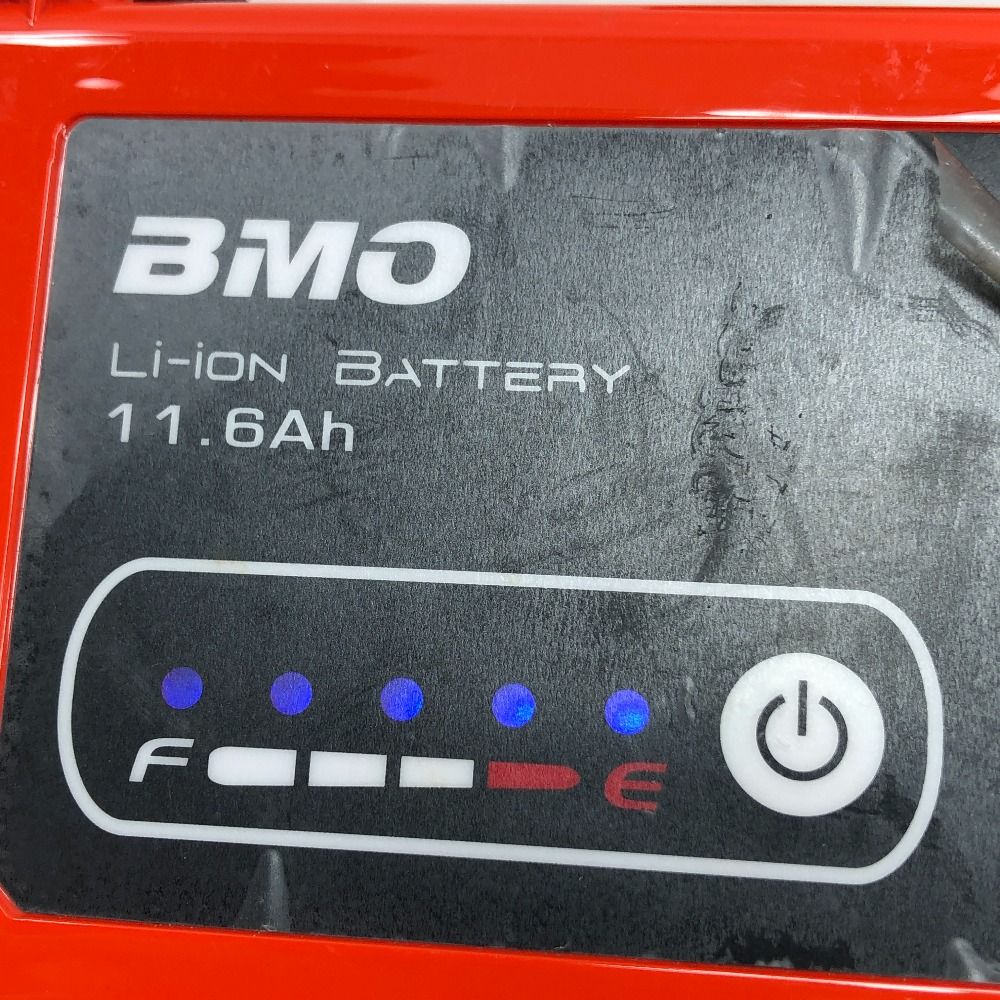 BMO
Li-ion Battery
11.6Ah
F E